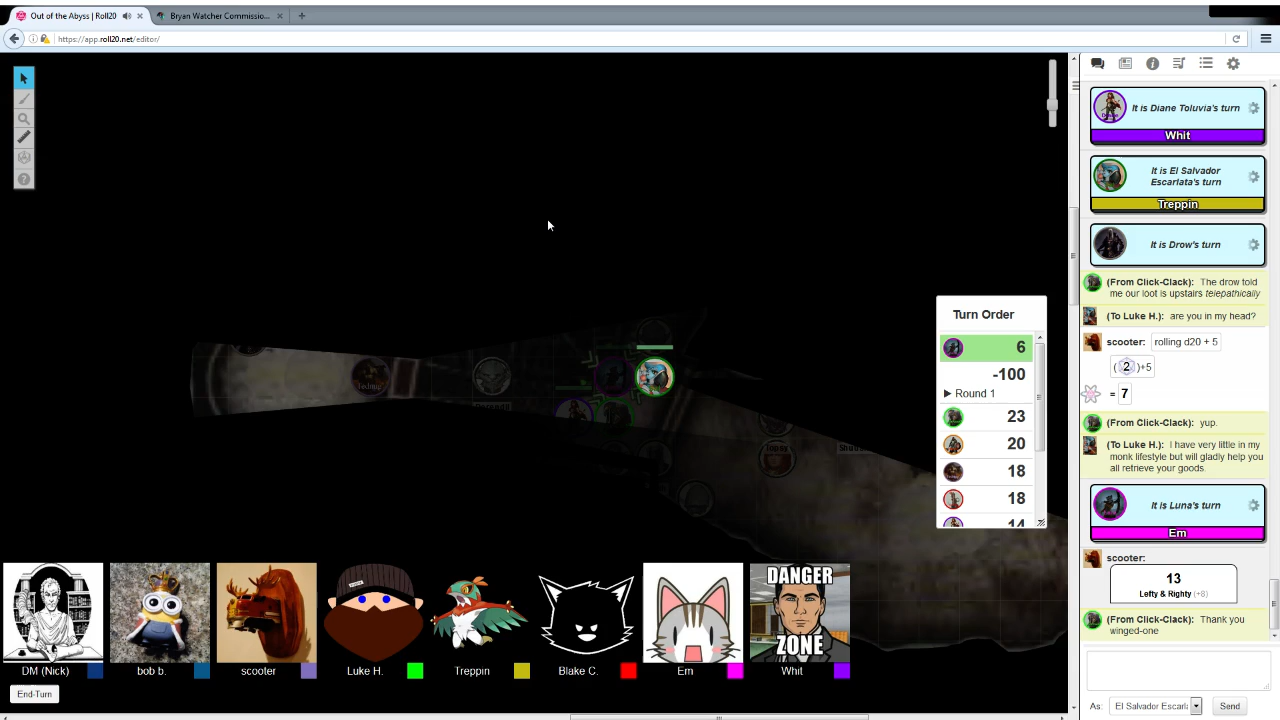 Out of the Abyss | Roll20
Bryan Watcher Commissio...
https://app.roll20.net/editor/
It is Diane Toluvia's turn
Whit
It is El Salvador
Escarlata's turn
Treppin
It is Drow's turn
(From Click-Clack): The drow told
me our loot is upstairs telepathically
(To Luke H.): are you in my head?
scooter: rolling d20 + 5
(2)+5
= 7
(From Click-Clack): yup.
(To Luke H.): I have very little in my
monk lifestyle but will gladly help you
all retrieve your goods.
It is Luna's turn
Em
scooter:
13
Lefty & Righty (+8)
(From Click-Clack): Thank you
winged-one
As: El Salvador Escarla
Send
Turn Order
6
-100
▶ Round 1
23
20
18
18
14
DANGER
ZONE
DM (Nick)
bob b.
scooter
Luke H.
Treppin
Blake C.
Em
Whit
End-Turn